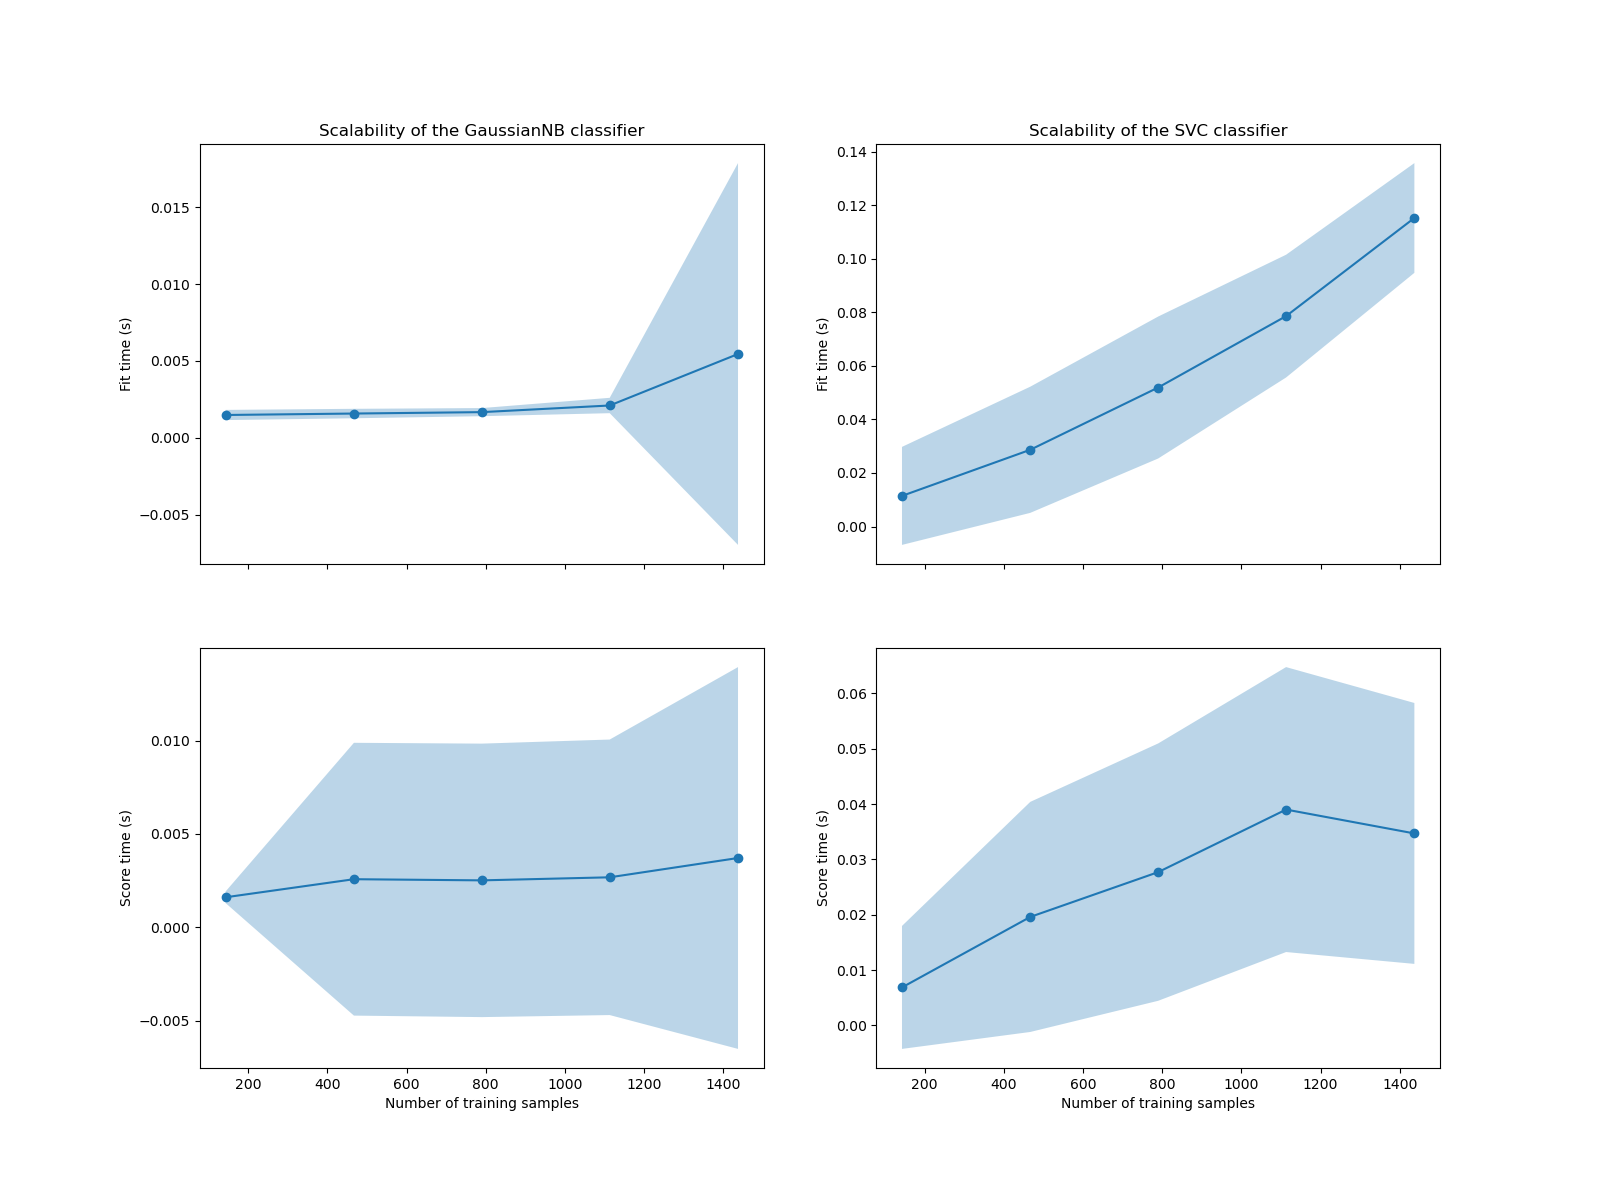 Scalability of the GaussianNB classifier
0.015
0.010
0.005
0.000
−0.005
Fit time (s)
Scalability of the SVC classifier
0.14
0.12
0.10
0.08
0.06
0.04
0.02
0.00
Fit time (s)
0.010
0.005
0.000
−0.005
Score time (s)
200 400 600 800 1000 1200 1400
Number of training samples
0.06
0.05
0.04
0.03
0.02
0.01
0.00
Score time (s)
200 400 600 800 1000 1200 1400
Number of training samples